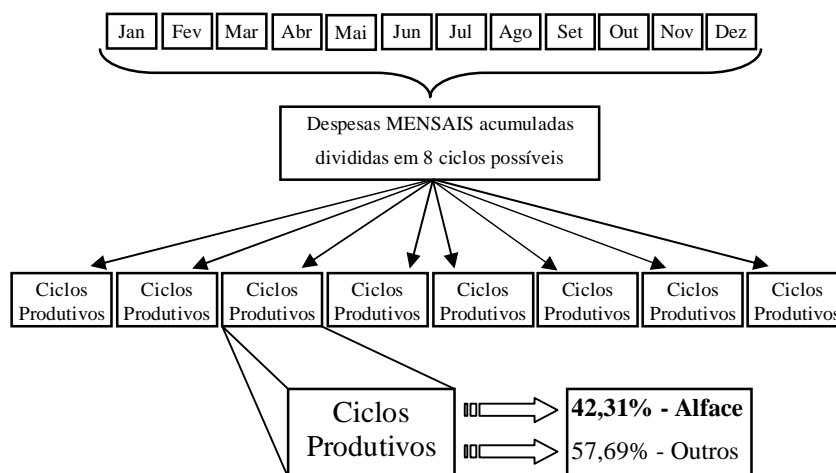 Jan Fev Mar Abr Mai Jun Jul Ago Set Out Nov Dez
Despesas MENSAIS acumuladas
divididas em 8 ciclos possíveis
Ciclos Ciclos Ciclos Ciclos Ciclos Ciclos Ciclos Ciclos
Produtivos Produtivos Produtivos Produtivos Produtivos Produtivos Produtivos Produtivos
Ciclos
Produtivos
42,31% - Alface
57,69% - Outros